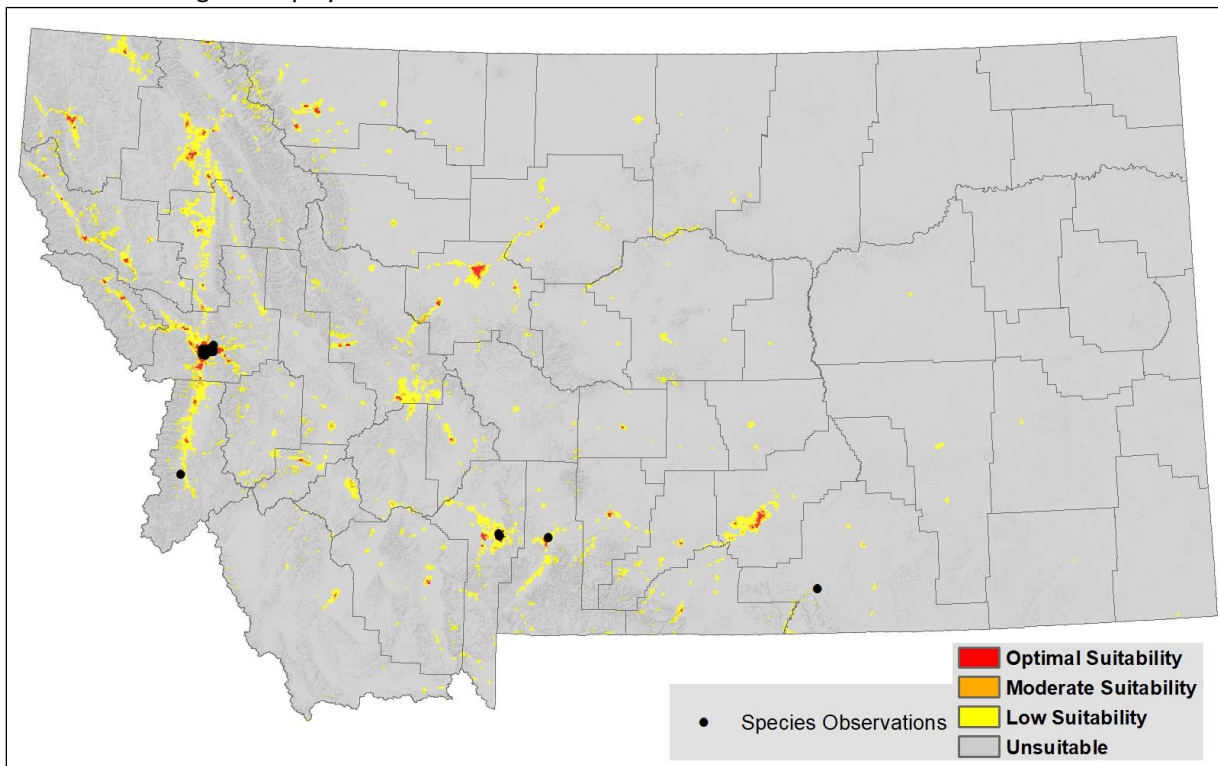 Optimal Suitability
Moderate Suitability
Species Observations
Low Suitability
Unsuitable